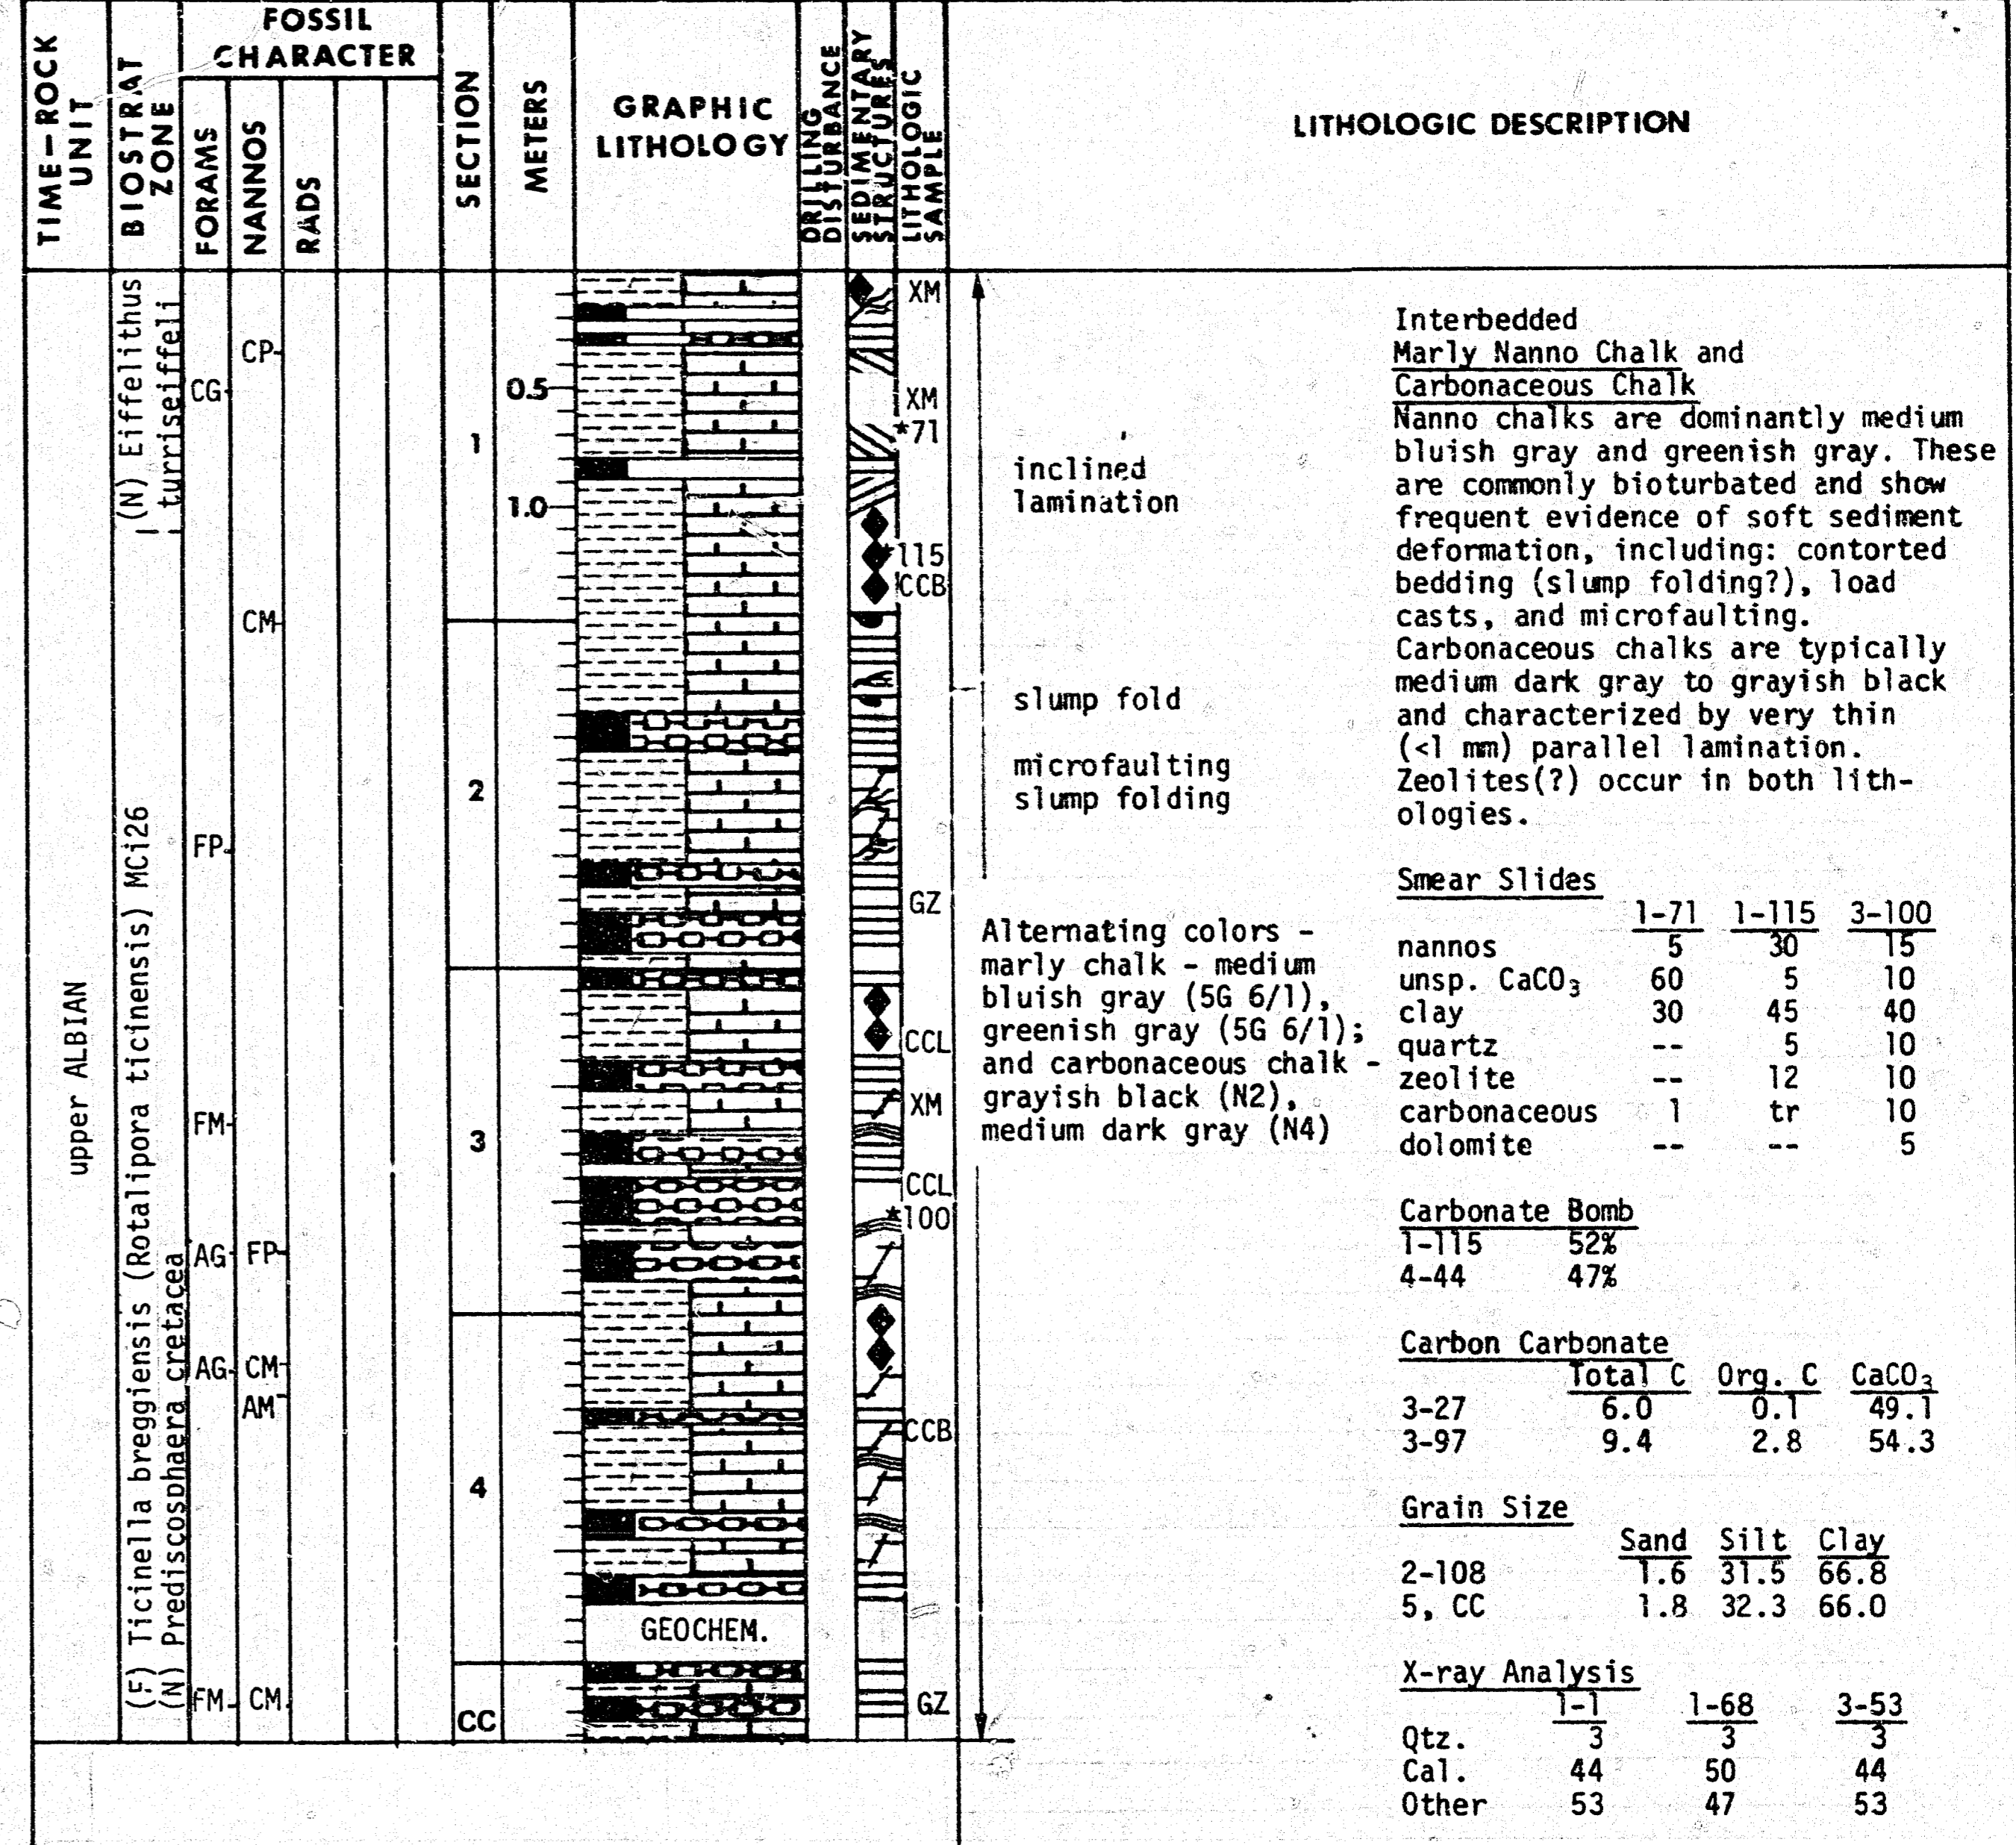 TIME-ROCK
UNIT
BIOSTRAT
ZONE
FOSSIL
CHARACTER
FORAMS
NANNOS
RADS
SECTION
METERS
GRAPHIC
LITHOLOGY
DRILLING
DISTURBANCE
SEDIMENTARY
STRUCTURES
LITHOLOGIC
SAMPLE
LITHOLOGIC DESCRIPTION
upper ALBIAN
(N) Eiffelithus
turriseiffeli
(F) Ticinella breggiensis (Rotalipora ticinensis) MCi26
(N) Prediscosphaera cretacea
CP
CG
CM
FP
FM
AG FP
AG CM
AM
FM CM
1
2
3
4
CC
0.5
1.0
GEOCHEM.
XM
XM
*71
*115
CCB
GZ
CCL
XM
CCL
*100
CCB
GZ
inclined
lamination
slump fold
microfaulting
slump folding
Alternating colors -
marly chalk - medium
bluish gray (5G 6/1),
greenish gray (5G 6/1);
and carbonaceous chalk -
grayish black (N2),
medium dark gray (N4)
Interbedded
Marly Nanno Chalk and
Carbonaceous Chalk
Nanno chalks are dominantly medium
bluish gray and greenish gray. These
are commonly bioturbated and show
frequent evidence of soft sediment
deformation, including: contorted
bedding (slump folding?), load
casts, and microfaulting.
Carbonaceous chalks are typically
medium dark gray to grayish black
and characterized by very thin
(<1 mm) parallel lamination.
Zeolites(?) occur in both lith-
ologies.
Smear Slides
1-71 1-115 3-100
nannos 5 30 15
unsp. CaCO3 60 5 10
clay 30 45 40
quartz -- 5 10
zeolite -- 12 10
carbonaceous 1 tr 10
dolomite -- -- 5
Carbonate Bomb
1-115 52%
4-44 47%
Carbon Carbonate
Total C Org. C CaCO3
3-27 6.0 0.1 49.1
3-97 9.4 2.8 54.3
Grain Size
Sand Silt Clay
2-108 1.6 31.5 66.8
5, CC 1.8 32.3 66.0
X-ray Analysis
1-1 1-68 3-53
Qtz. 3 3 3
Cal. 44 50 44
Other 53 47 53